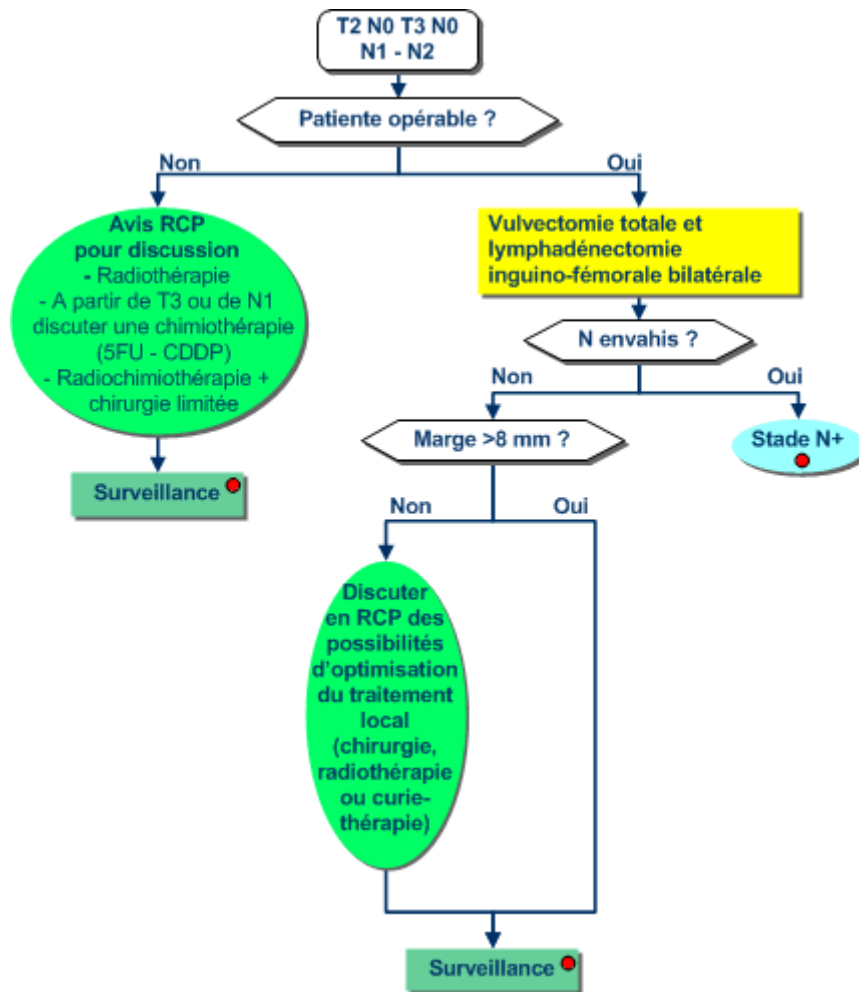 T2 N0 T3 N0
N1 - N2
Patiente opérable ?
Non
Oui
Avis RCP
pour discussion
- Radiothérapie
- A partir de T3 ou de N1
discuter une chimiothérapie
(5FU - CDDP)
- Radiochimiothérapie +
chirurgie limitée
Surveillance
Vulvectomie totale et
lymphadénectomie
inguino-fémorale bilatérale
N envahis ?
Non
Oui
Marge >8 mm ?
Stade N+
Non
Oui
Discuter
en RCP des
possibilités
d'optimisation
du traitement
local
(chirurgie,
radiothérapie
ou curie-
thérapie)
Surveillance